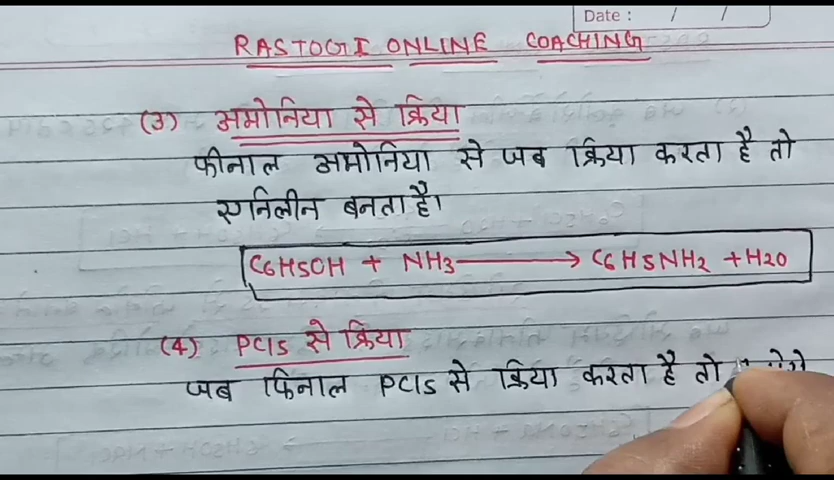 Date : / /
RASTOGI ONLINE COACHING
(3) अमोनिया से क्रिया
फीनाल अमोनिया से जब क्रिया करता है तो
एनिलीन बनता है।
C6H5OH + NH3 → C6H5NH2 + H2O
(4) PCl5 से क्रिया
जब फिनाल PCl5 से क्रिया करता है तो